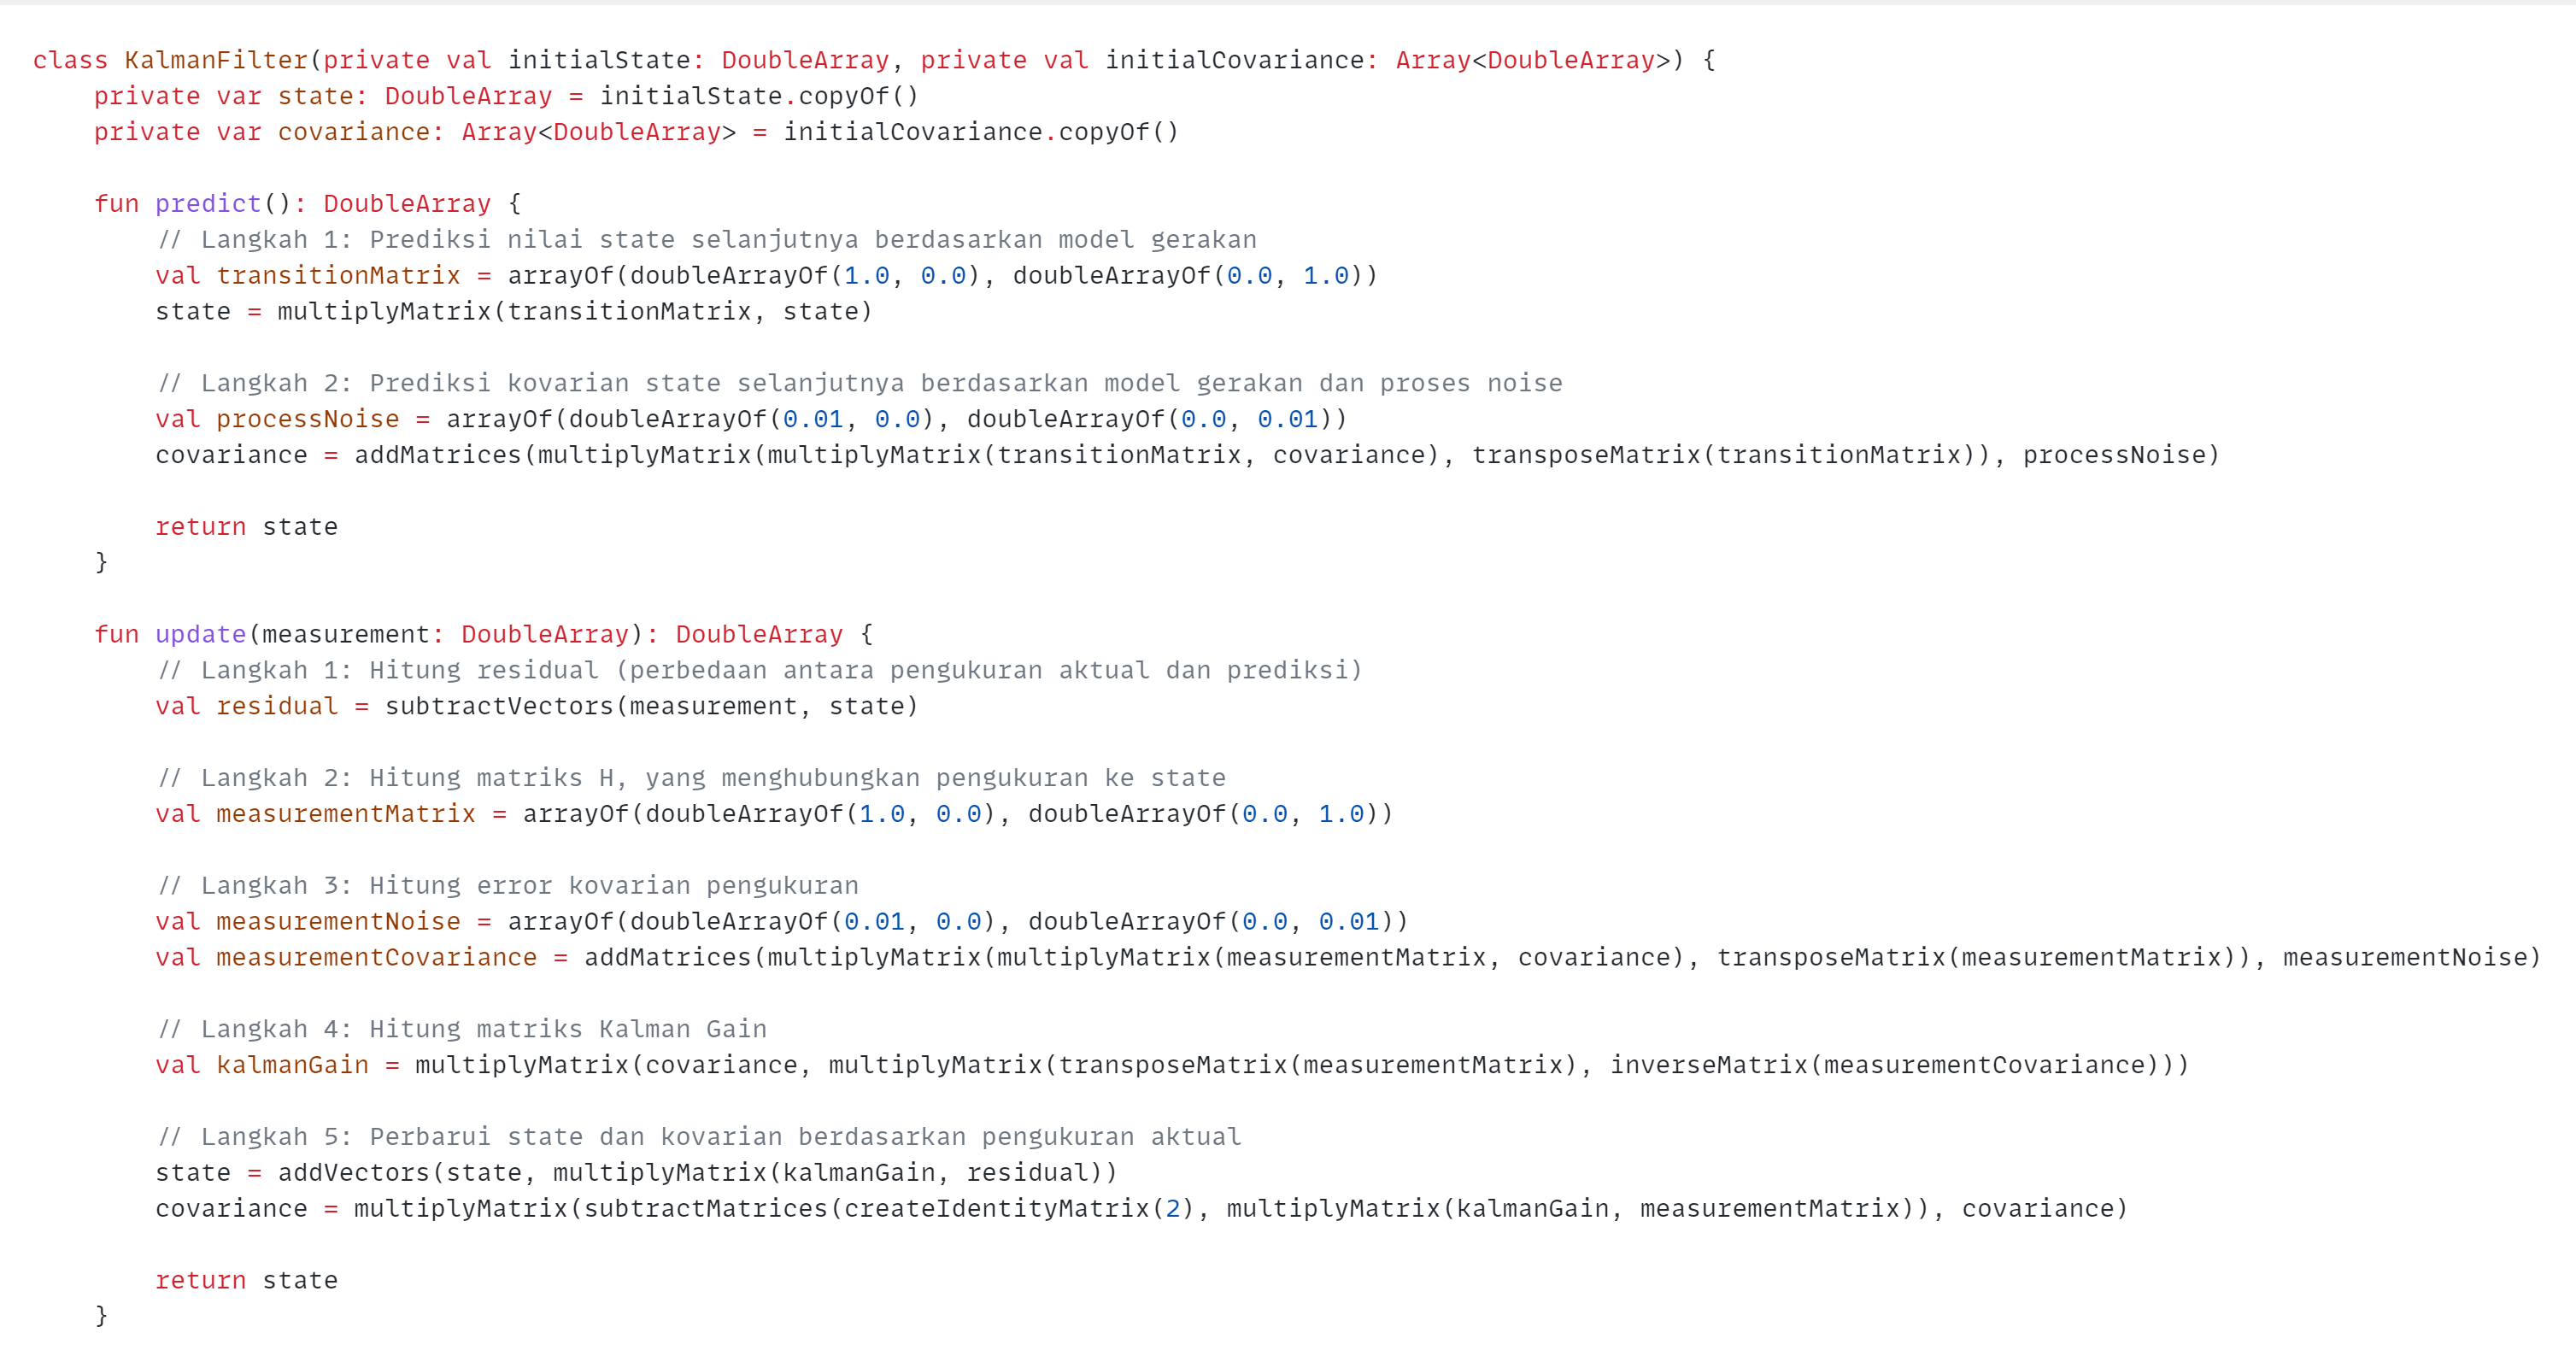 class KalmanFilter(private val initialState: DoubleArray, private val initialCovariance: Array<DoubleArray>) {
    private var state: DoubleArray = initialState.copyOf()
    private var covariance: Array<DoubleArray> = initialCovariance.copyOf()

    fun predict(): DoubleArray {
        // Langkah 1: Prediksi nilai state selanjutnya berdasarkan model gerakan
        val transitionMatrix = arrayOf(doubleArrayOf(1.0, 0.0), doubleArrayOf(0.0, 1.0))
        state = multiplyMatrix(transitionMatrix, state)

        // Langkah 2: Prediksi kovarian state selanjutnya berdasarkan model gerakan dan proses noise
        val processNoise = arrayOf(doubleArrayOf(0.01, 0.0), doubleArrayOf(0.0, 0.01))
        covariance = addMatrices(multiplyMatrix(multiplyMatrix(transitionMatrix, covariance), transposeMatrix(transitionMatrix)), processNoise)

        return state
    }

    fun update(measurement: DoubleArray): DoubleArray {
        // Langkah 1: Hitung residual (perbedaan antara pengukuran aktual dan prediksi)
        val residual = subtractVectors(measurement, state)

        // Langkah 2: Hitung matriks H, yang menghubungkan pengukuran ke state
        val measurementMatrix = arrayOf(doubleArrayOf(1.0, 0.0), doubleArrayOf(0.0, 1.0))

        // Langkah 3: Hitung error kovarian pengukuran
        val measurementNoise = arrayOf(doubleArrayOf(0.01, 0.0), doubleArrayOf(0.0, 0.01))
        val measurementCovariance = addMatrices(multiplyMatrix(multiplyMatrix(measurementMatrix, covariance), transposeMatrix(measurementMatrix)), measurementNoise)

        // Langkah 4: Hitung matriks Kalman Gain
        val kalmanGain = multiplyMatrix(covariance, multiplyMatrix(transposeMatrix(measurementMatrix), inverseMatrix(measurementCovariance)))

        // Langkah 5: Perbarui state dan kovarian berdasarkan pengukuran aktual
        state = addVectors(state, multiplyMatrix(kalmanGain, residual))
        covariance = multiplyMatrix(subtractMatrices(createIdentityMatrix(2), multiplyMatrix(kalmanGain, measurementMatrix)), covariance)

        return state
    }